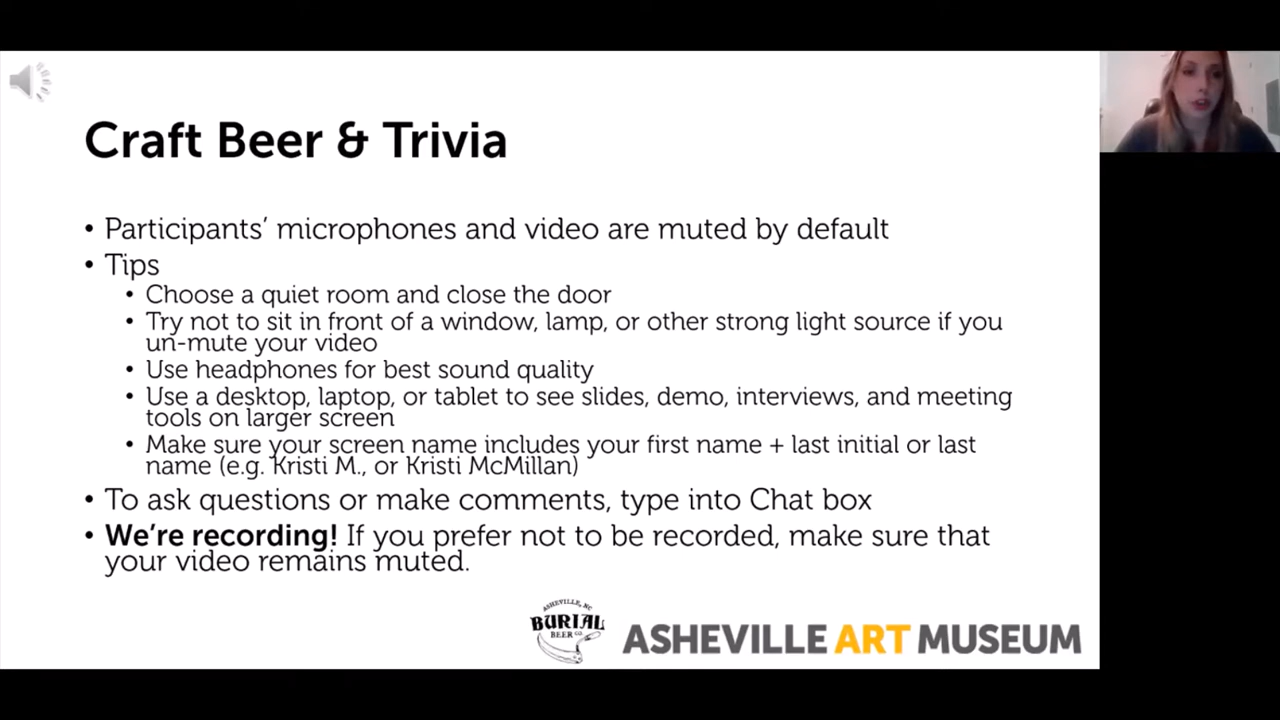 Craft Beer & Trivia
• Participants’ microphones and video are muted by default
• Tips
• Choose a quiet room and close the door
• Try not to sit in front of a window, lamp, or other strong light source if you
un-mute your video
• Use headphones for best sound quality
• Use a desktop, laptop, or tablet to see slides, demo, interviews, and meeting
tools on larger screen
• Make sure your screen name includes your first name + last initial or last
name (e.g. Kristi M., or Kristi McMillan)
• To ask questions or make comments, type into Chat box
• We’re recording! If you prefer not to be recorded, make sure that
your video remains muted.
ASHEVILLE, NC
BURIAL
BEER CO.
ASHEVILLE ART MUSEUM